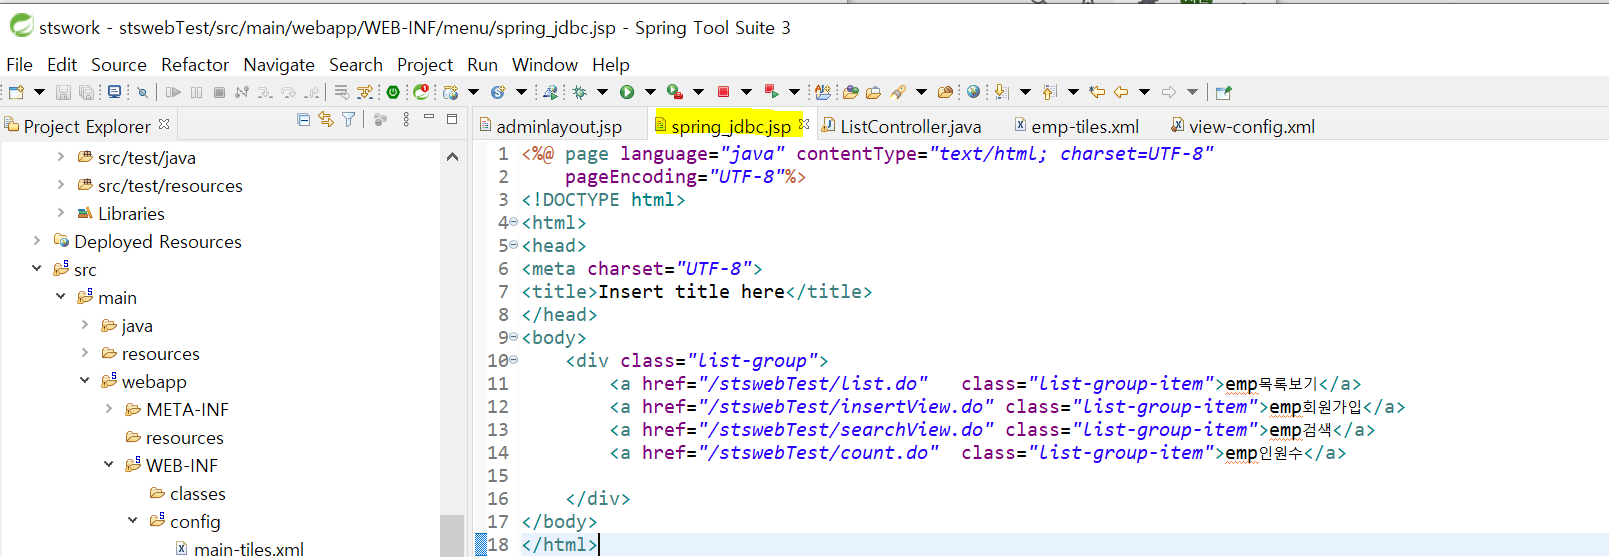 stswork - stswebTest/src/main/webapp/WEB-INF/menu/spring_jdbc.jsp - Spring Tool Suite 3
File Edit Source Refactor Navigate Search Project Run Window Help
Project Explorer
src/test/java
src/test/resources
Libraries
Deployed Resources
src
main
java
resources
webapp
META-INF
resources
WEB-INF
classes
config
main-tiles.xml
adminlayout.jsp spring_jdbc.jsp ListController.java emp-tiles.xml view-config.xml
1 <%@ page language="java" contentType="text/html; charset=UTF-8"
2 pageEncoding="UTF-8"%>
3 <!DOCTYPE html>
4 <html>
5 <head>
6 <meta charset="UTF-8">
7 <title>Insert title here</title>
8 </head>
9 <body>
10 <div class="list-group">
11 <a href="/stswebTest/list.do" class="list-group-item">emp목록보기</a>
12 <a href="/stswebTest/insertView.do" class="list-group-item">emp회원가입</a>
13 <a href="/stswebTest/searchView.do" class="list-group-item">emp검색</a>
14 <a href="/stswebTest/count.do" class="list-group-item">emp인원수</a>
15
16 </div>
17 </body>
18 </html>